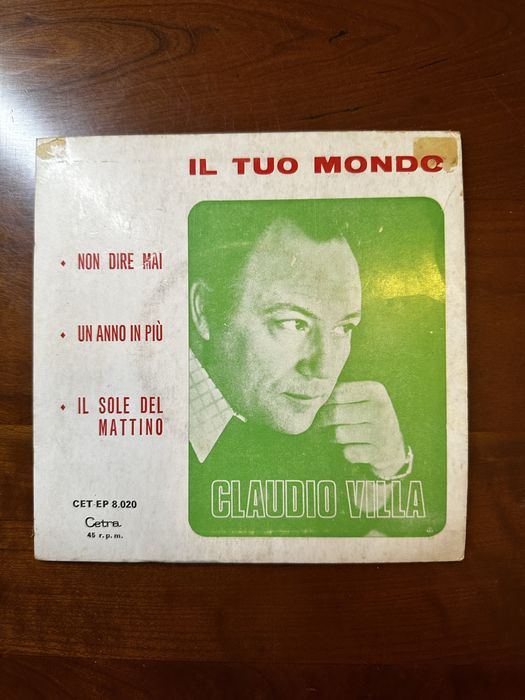 IL TUO MONDO
♦ NON DIRE MAI
♦ UN ANNO IN PIÙ
♦ IL SOLE DEL
MATTINO
CLAUDIO VILLA
CET-EP 8.020
Cetra
45 r.p.m.